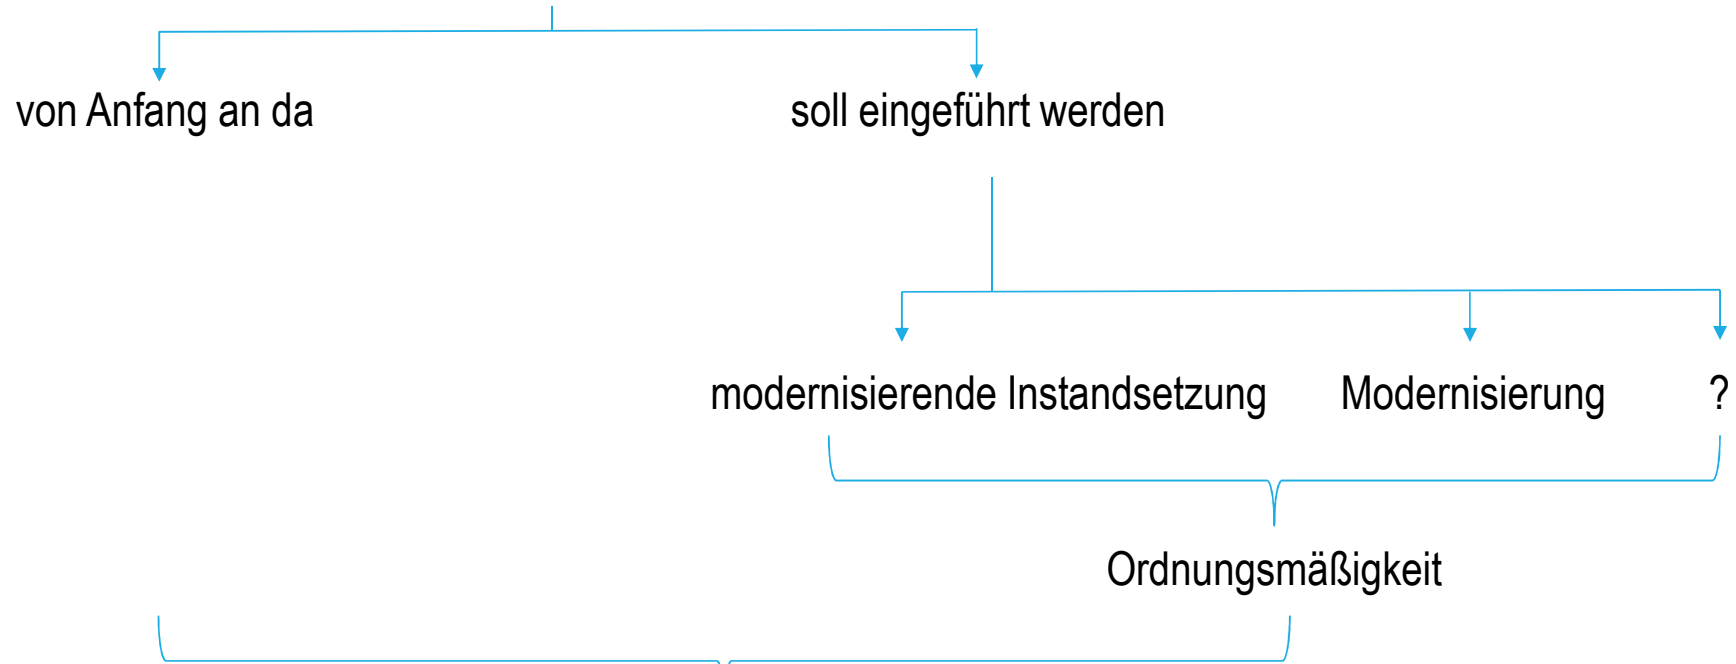 von Anfang an da
soll eingeführt werden
modernisierende Instandsetzung
Modernisierung
?
Ordnungsmäßigkeit